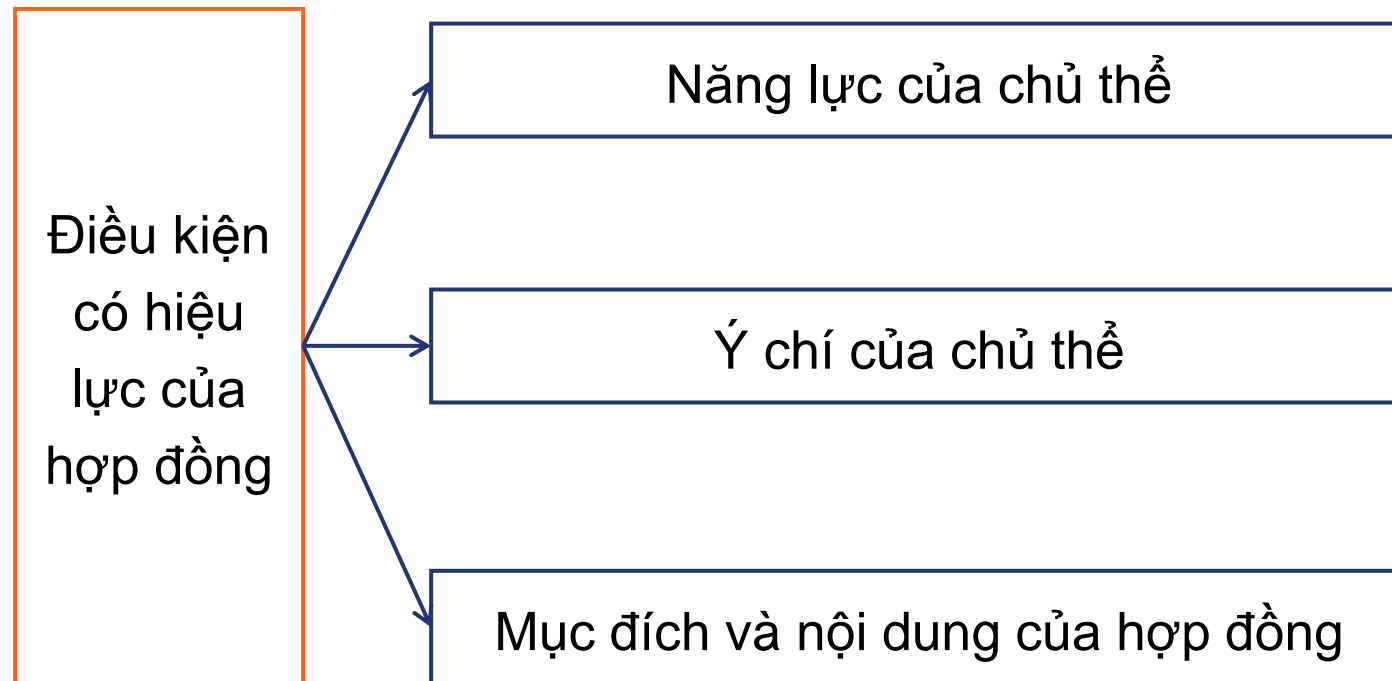 Điều kiện
có hiệu
lực của
hợp đồng
Năng lực của chủ thể
Ý chí của chủ thể
Mục đích và nội dung của hợp đồng